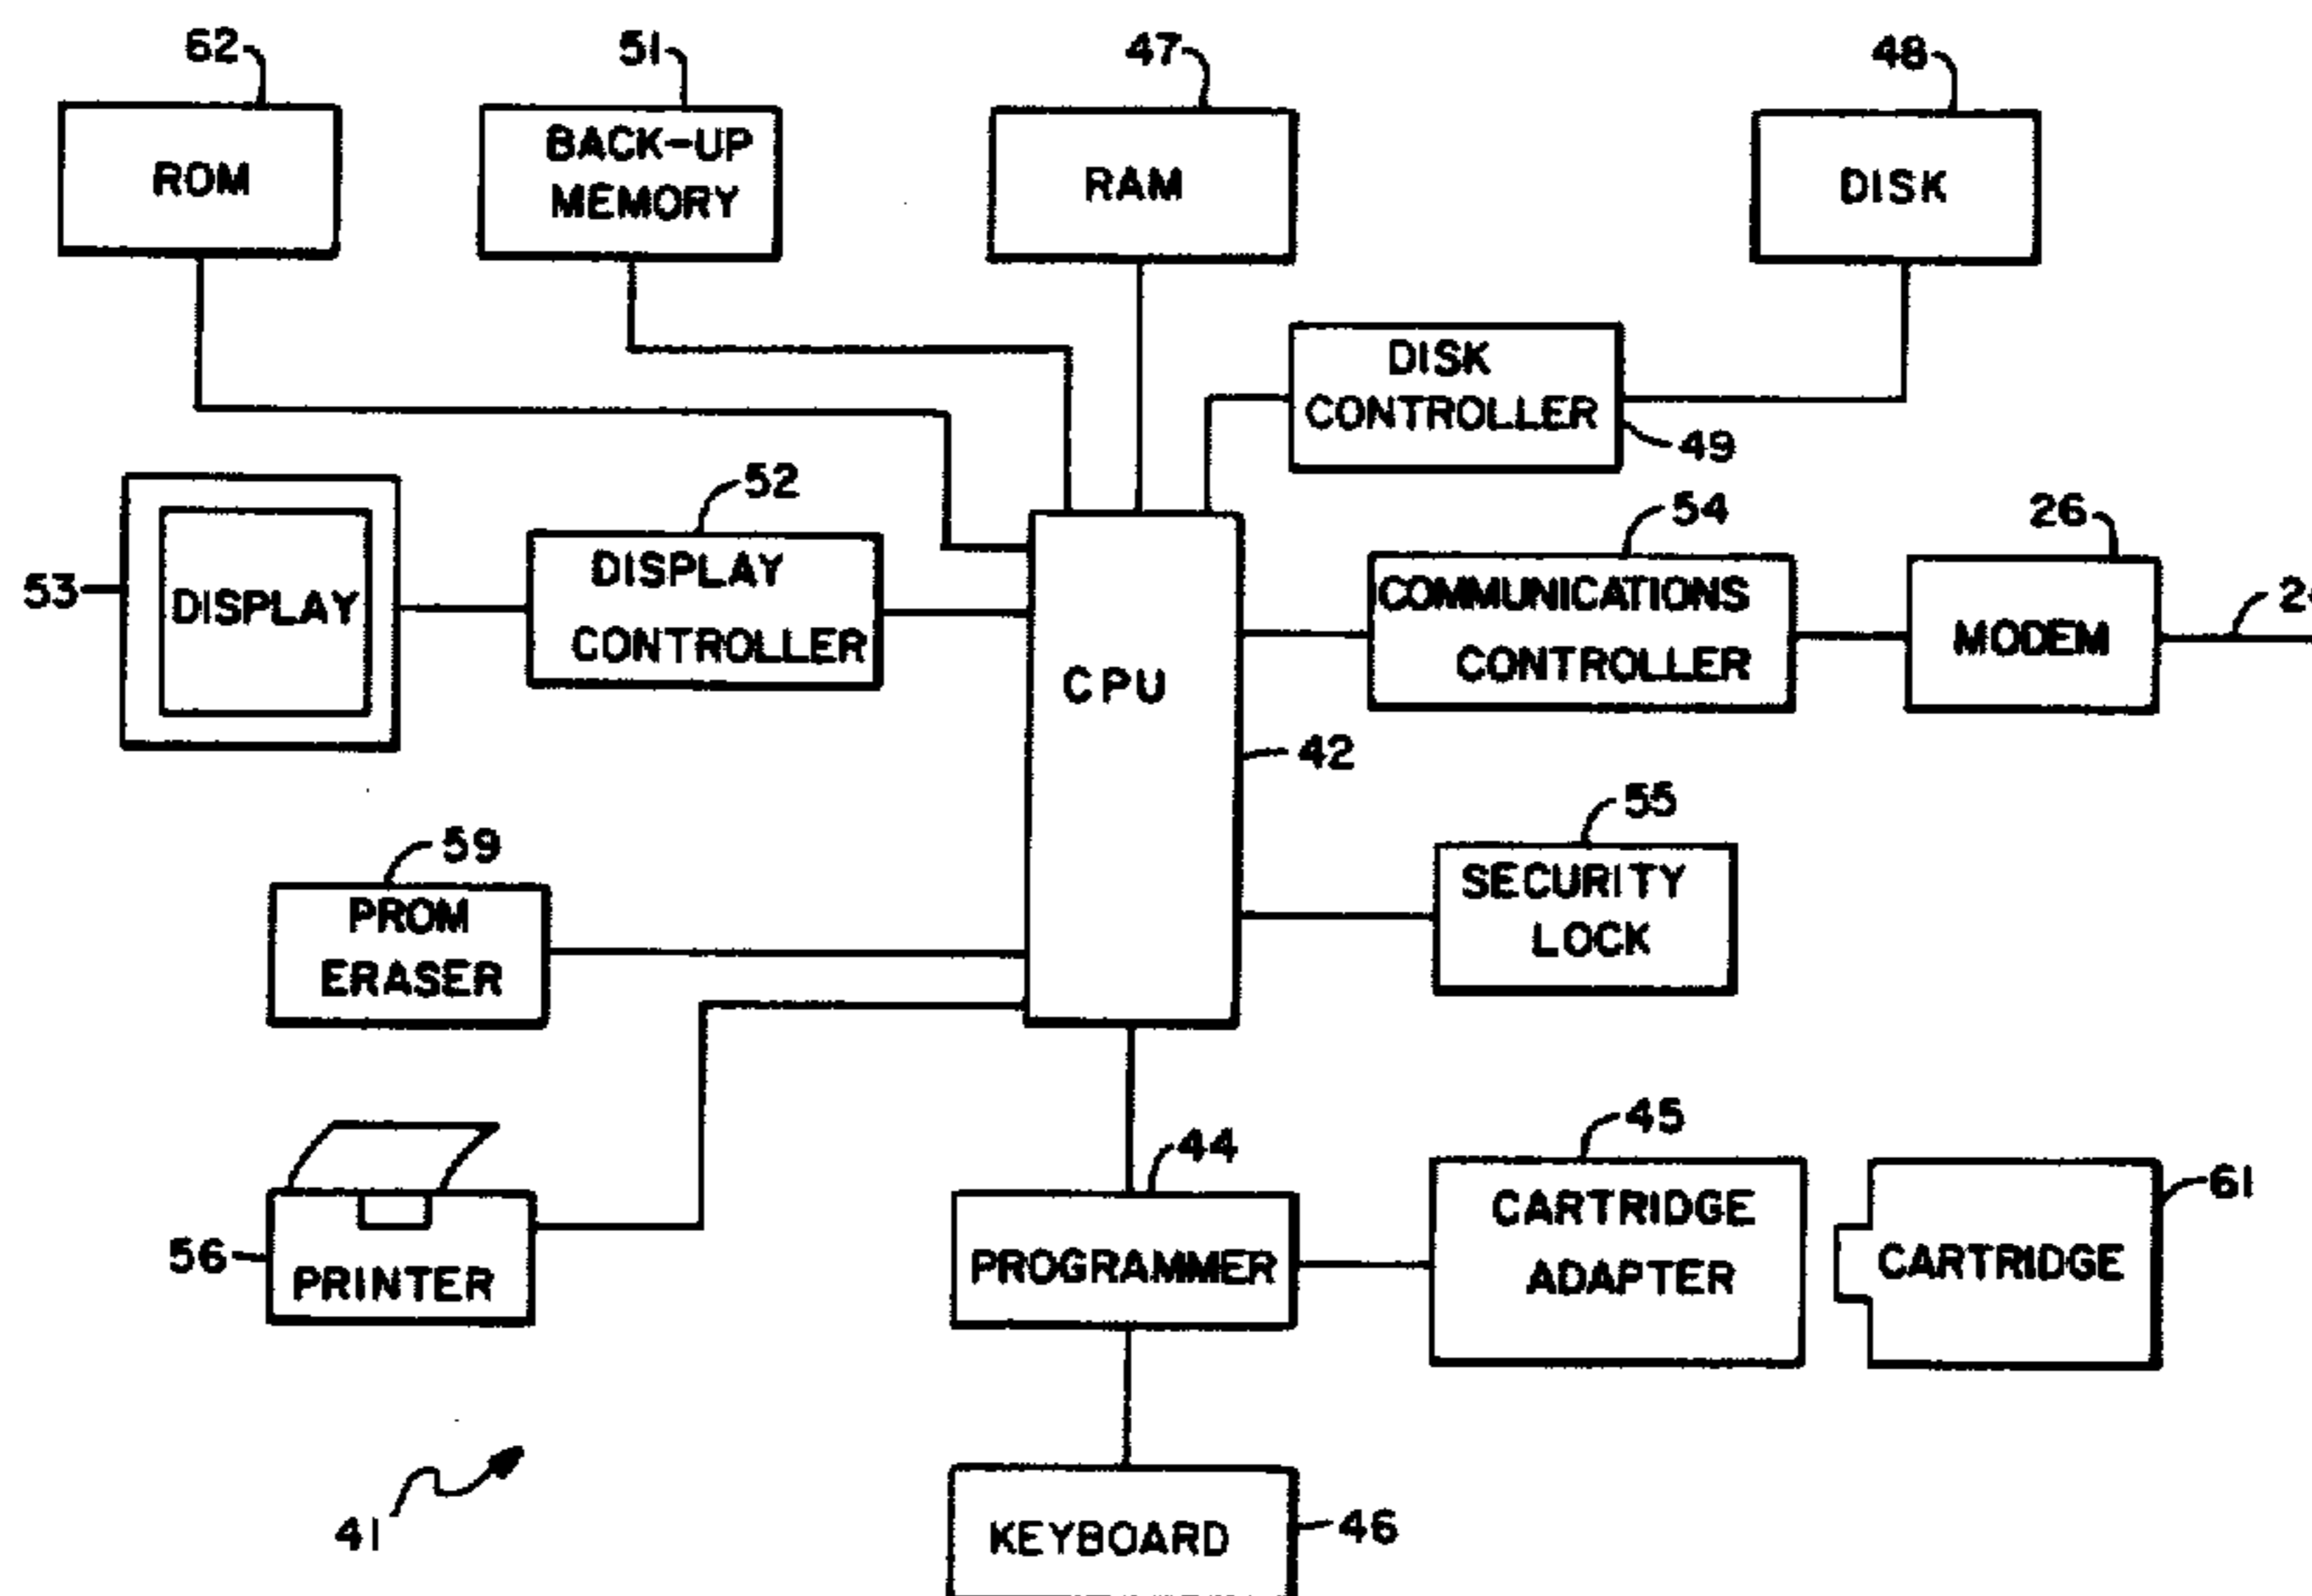 62
51
47
48
ROM
BACK-UP
MEMORY
RAM
DISK
DISK
CONTROLLER
49
53
DISPLAY
52
DISPLAY
CONTROLLER
CPU
42
54
COMMUNICATIONS
CONTROLLER
26
MODEM
55
SECURITY
LOCK
59
PROM
ERASER
56
PRINTER
44
PROGRAMMER
45
CARTRIDGE
ADAPTER
61
CARTRIDGE
41
KEYBOARD
46